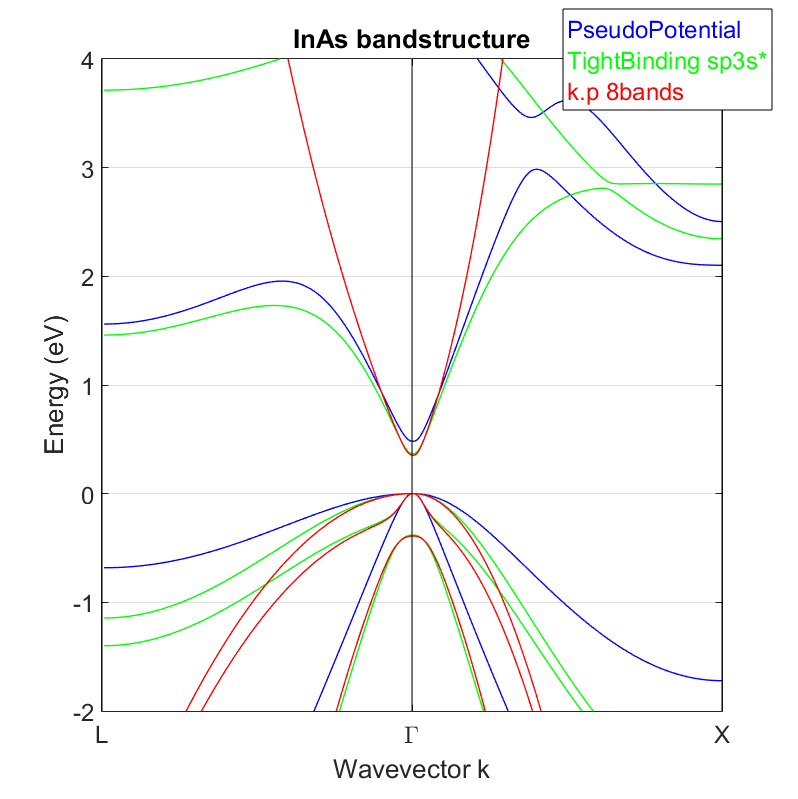 InAs bandstructure
PseudoPotential
TightBinding sp3s*
k.p 8bands
4
3
2
1
0
-1
-2
Energy (eV)
L
Γ
X
Wavevector k